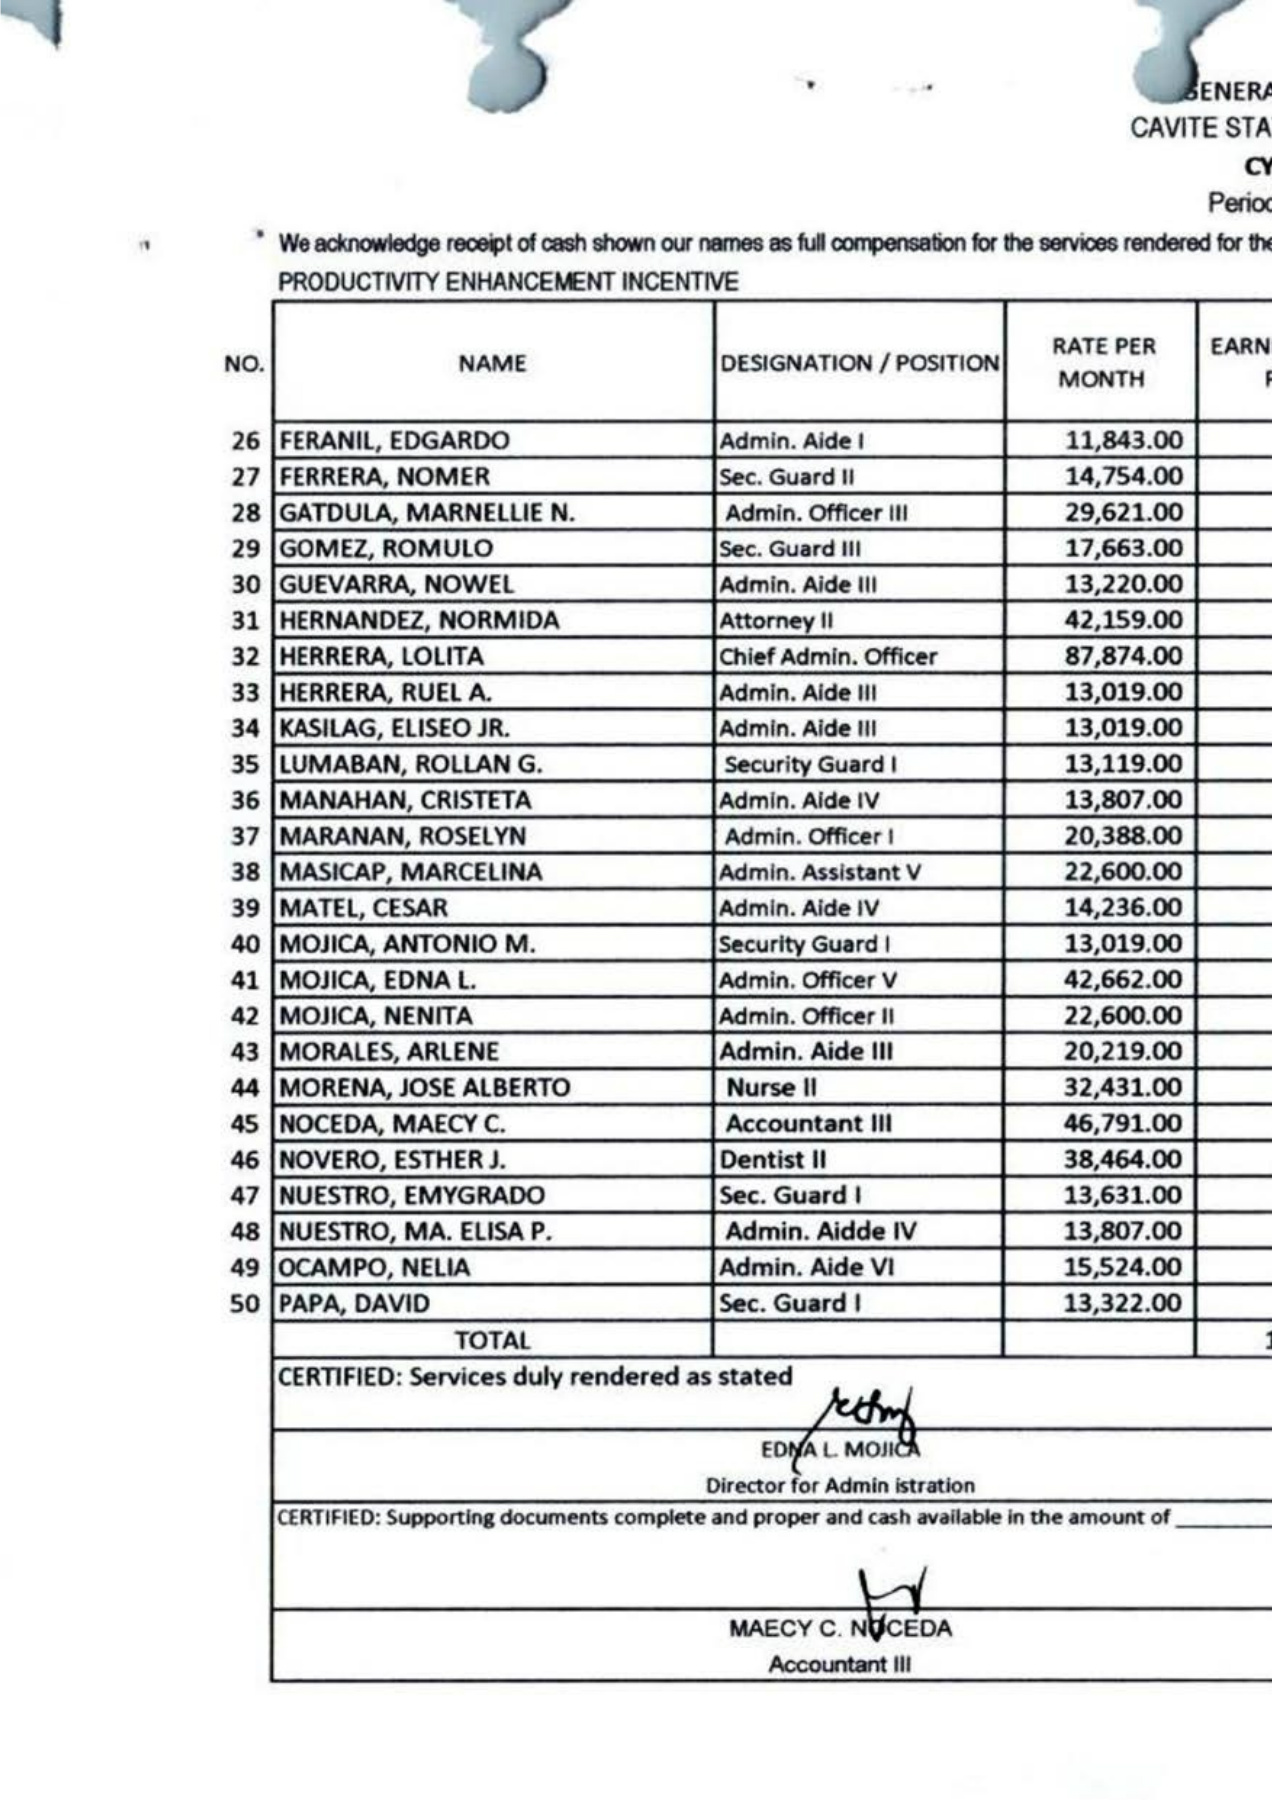 GENERA
CAVITE STA
CY
Period
We acknowledge receipt of cash shown our names as full compensation for the services rendered for the
PRODUCTIVITY ENHANCEMENT INCENTIVE
NO. NAME DESIGNATION / POSITION RATE PER MONTH EARN
26 FERANIL, EDGARDO Admin. Aide I 11,843.00
27 FERRERA, NOMER Sec. Guard II 14,754.00
28 GATDULA, MARNELLIE N. Admin. Officer III 29,621.00
29 GOMEZ, ROMULO Sec. Guard III 17,663.00
30 GUEVARRA, NOWEL Admin. Aide III 13,220.00
31 HERNANDEZ, NORMIDA Attorney II 42,159.00
32 HERRERA, LOLITA Chief Admin. Officer 87,874.00
33 HERRERA, RUEL A. Admin. Aide III 13,019.00
34 KASILAG, ELISEO JR. Admin. Aide III 13,019.00
35 LUMABAN, ROLLAN G. Security Guard I 13,119.00
36 MANAHAN, CRISTETA Admin. Aide IV 13,807.00
37 MARANAN, ROSELYN Admin. Officer I 20,388.00
38 MASICAP, MARCELINA Admin. Assistant V 22,600.00
39 MATEL, CESAR Admin. Aide IV 14,236.00
40 MOJICA, ANTONIO M. Security Guard I 13,019.00
41 MOJICA, EDNA L. Admin. Officer V 42,662.00
42 MOJICA, NENITA Admin. Officer II 22,600.00
43 MORALES, ARLENE Admin. Aide III 20,219.00
44 MORENA, JOSE ALBERTO Nurse II 32,431.00
45 NOCEDA, MAECY C. Accountant III 46,791.00
46 NOVERO, ESTHER J. Dentist II 38,464.00
47 NUESTRO, EMYGRADO Sec. Guard I 13,631.00
48 NUESTRO, MA. ELISA P. Admin. Aidde IV 13,807.00
49 OCAMPO, NELIA Admin. Aide VI 15,524.00
50 PAPA, DAVID Sec. Guard I 13,322.00
TOTAL
CERTIFIED: Services duly rendered as stated
EDNA L. MOJICA
Director for Admin istration
CERTIFIED: Supporting documents complete and proper and cash available in the amount of
MAECY C. NOCEDA
Accountant III